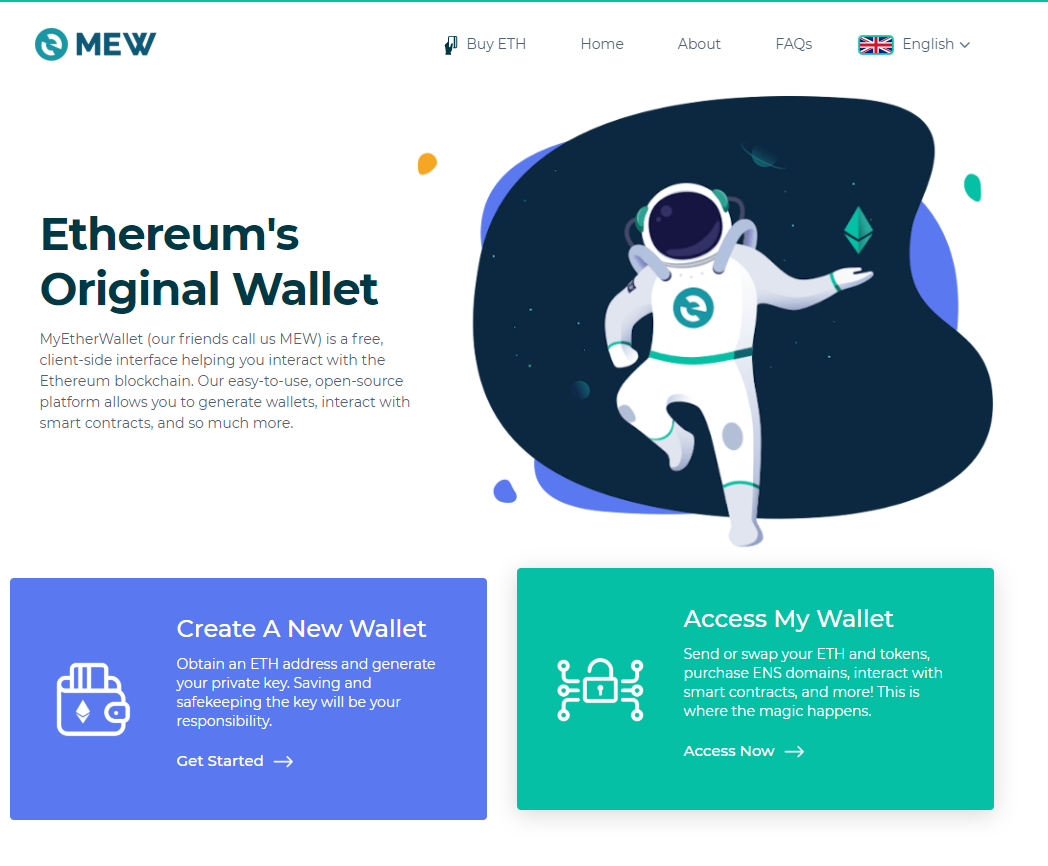 MEW
Buy ETH
Home
About
FAQs
English
Ethereum's
Original Wallet
MyEtherWallet (our friends call us MEW) is a free,
client-side interface helping you interact with the
Ethereum blockchain. Our easy-to-use, open-source
platform allows you to generate wallets, interact with
smart contracts, and so much more.
Create A New Wallet
Obtain an ETH address and generate
your private key. Saving and
safekeeping the key will be your
responsibility.
Get Started
Access My Wallet
Send or swap your ETH and tokens,
purchase ENS domains, interact with
smart contracts, and more! This is
where the magic happens.
Access Now